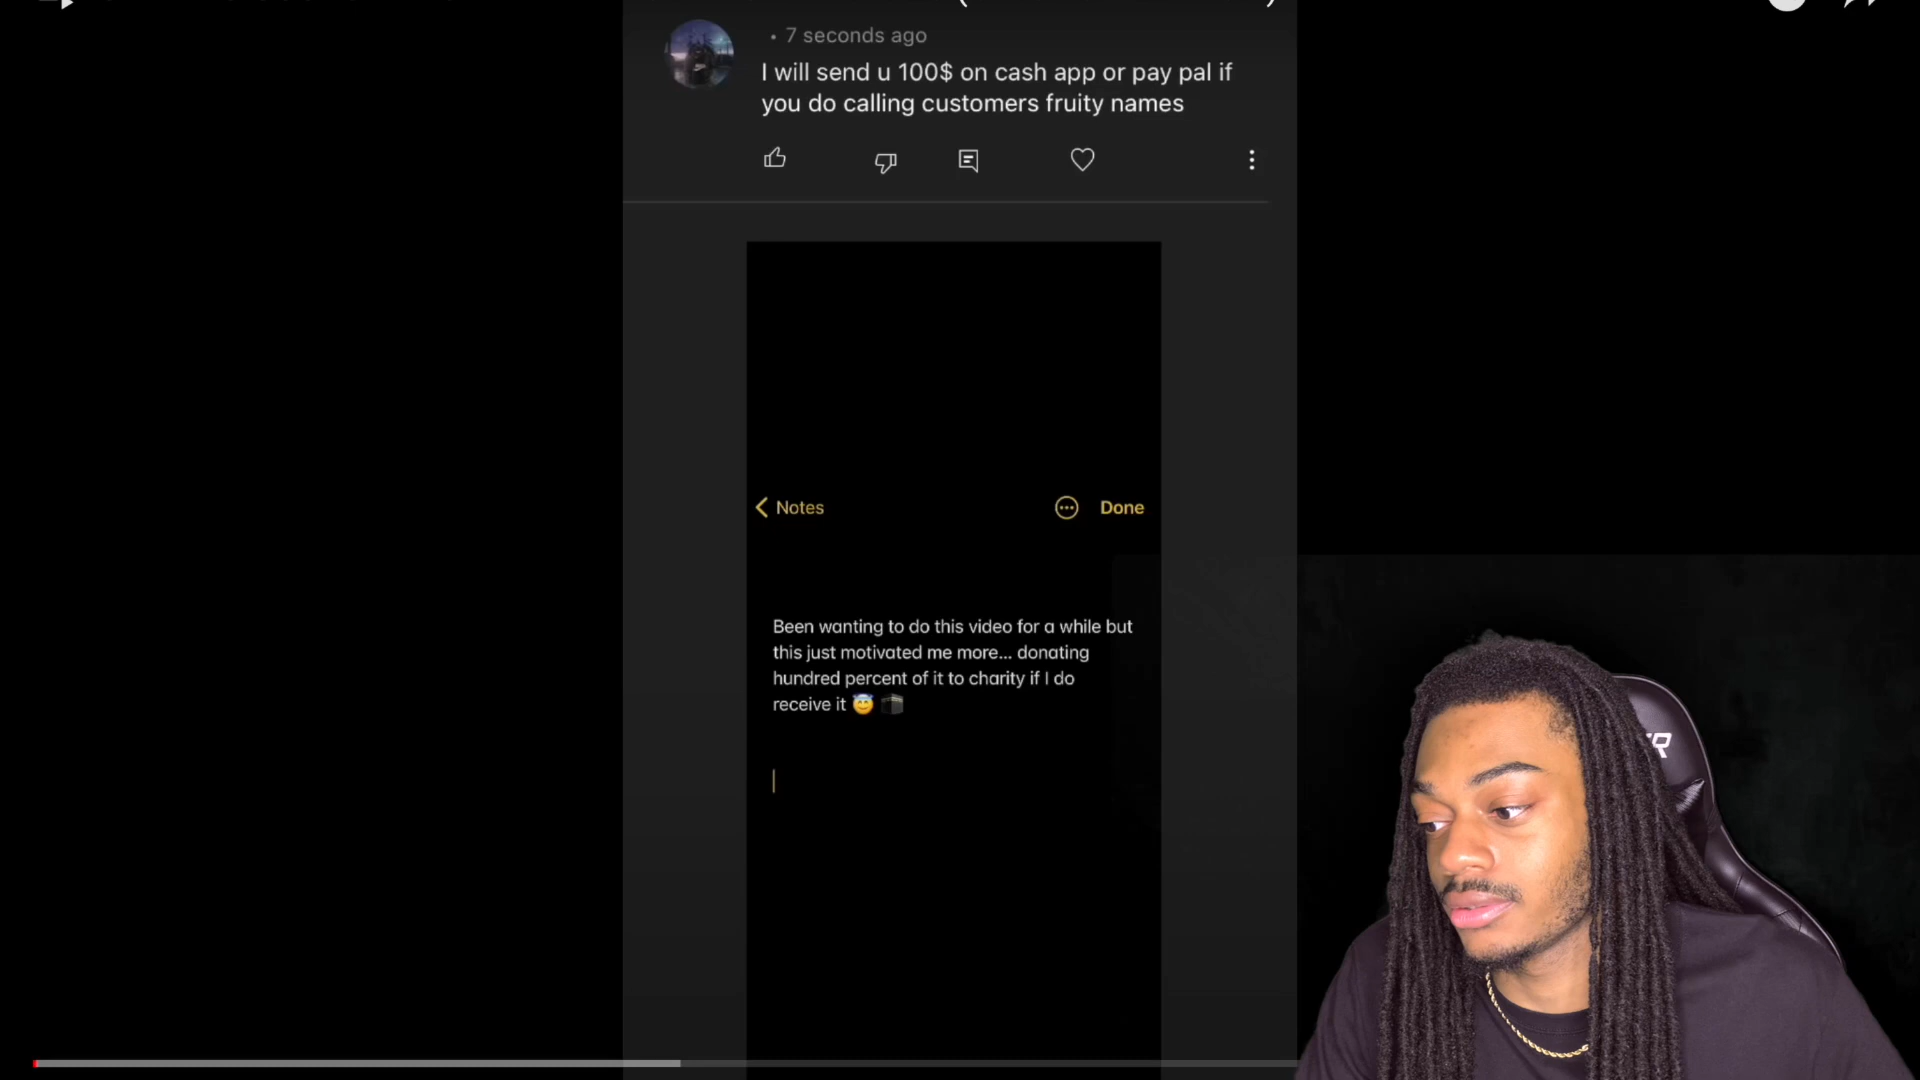 • 7 seconds ago
I will send u 100$ on cash app or pay pal if
you do calling customers fruity names
Notes
Done
Been wanting to do this video for a while but
this just motivated me more... donating
hundred percent of it to charity if I do
receive it 😇 🕋
R